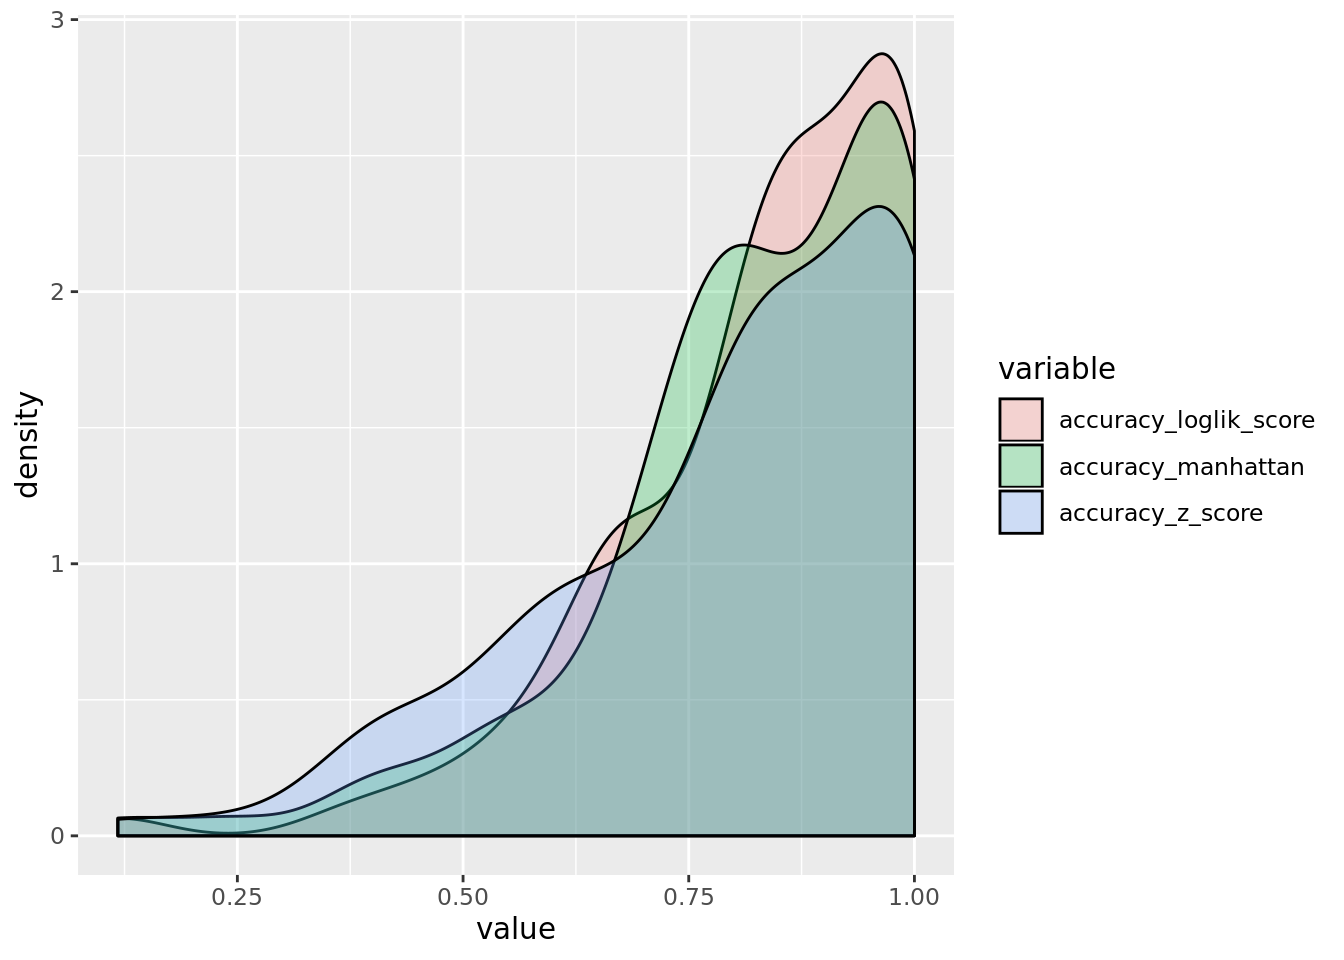 3
2
1
0
density
0.25
0.50
0.75
1.00
value
variable
accuracy_loglik_score
accuracy_manhattan
accuracy_z_score